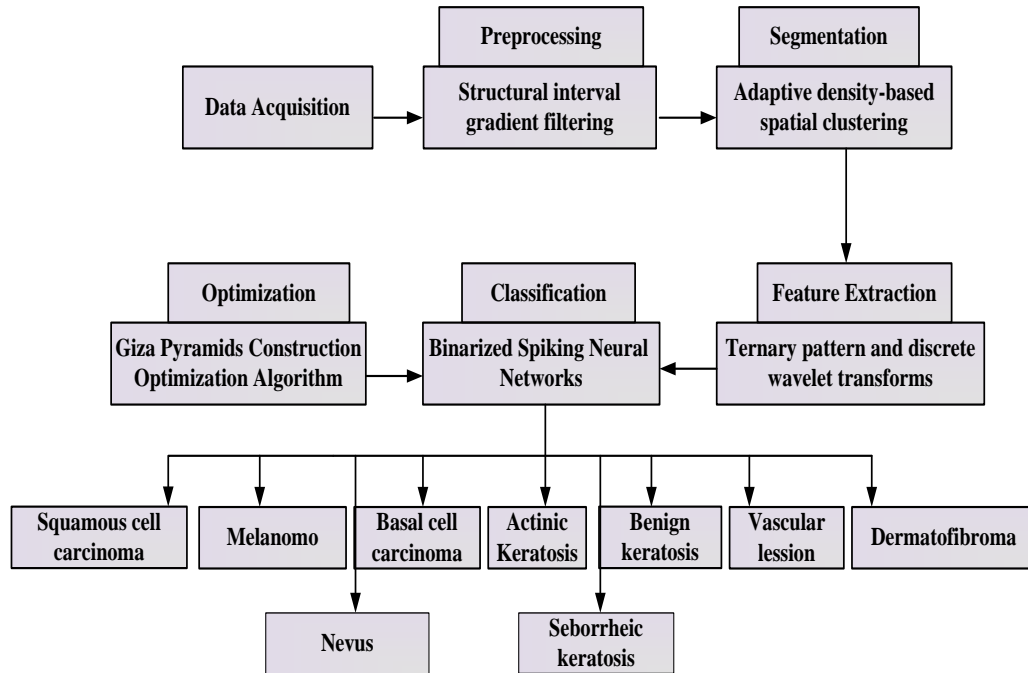 Preprocessing
Segmentation
Data Acquisition
Structural interval
gradient filtering
Adaptive density-based
spatial clustering
Optimization
Classification
Feature Extraction
Giza Pyramids Construction
Optimization Algorithm
Binarized Spiking Neural
Networks
Ternary pattern and discrete
wavelet transforms
Squamous cell
carcinoma
Melanomo
Basal cell
carcinoma
Actinic
Keratosis
Benign
keratosis
Vascular
lession
Dermatofibroma
Nevus
Seborrheic
keratosis